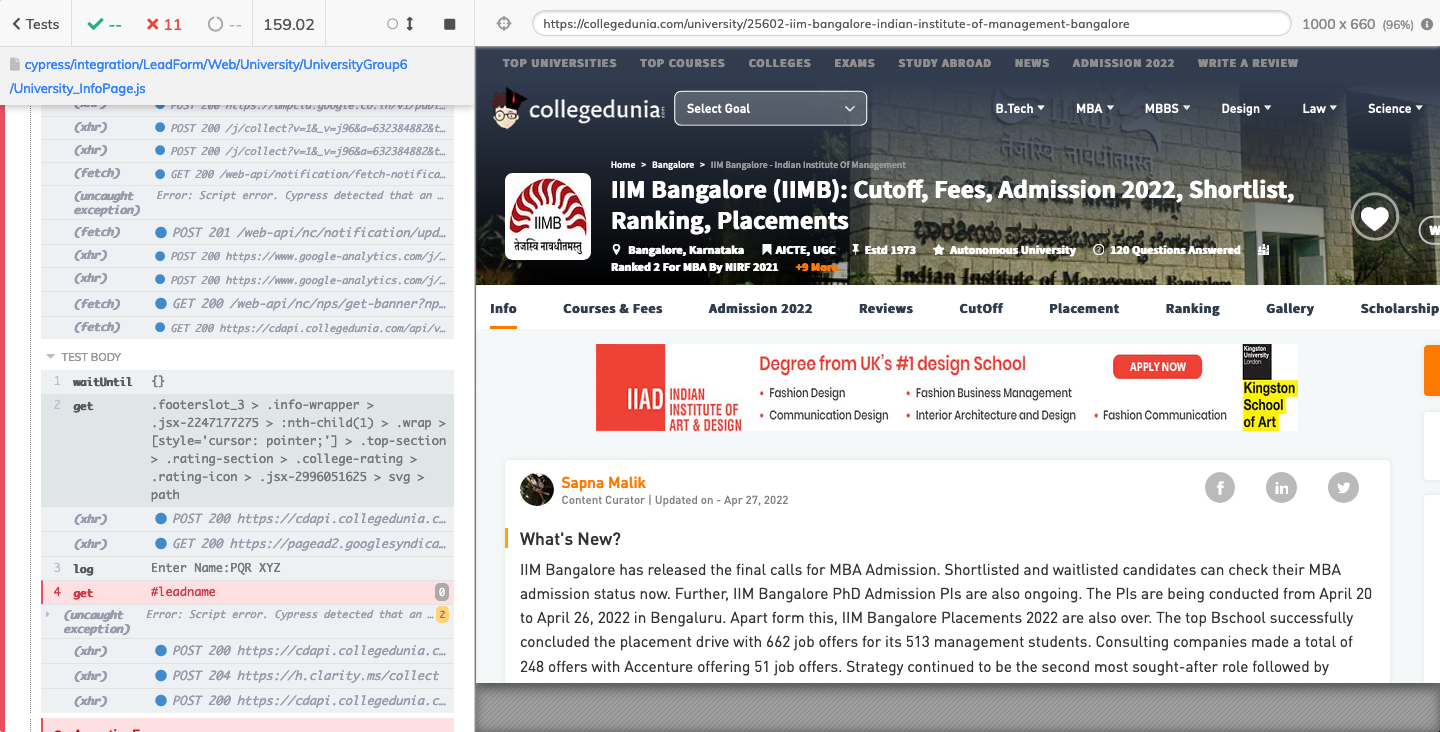 Tests
--
11
--
159.02
https://collegedunia.com/university/25602-iim-bangalore-indian-institute-of-management-bangalore
1000 x 660 (96%)
cypress/integration/LeadForm/Web/University/UniversityGroup6
/University_InfoPage.js
(xhr) POST 200 https://ampcid.google.co.in/v1/publ…
(xhr) POST 200 /j/collect?v=1&_v=j96&a=632384882&t…
(xhr) POST 200 /j/collect?v=1&_v=j96&a=632384882&t…
(fetch) GET 200 /web-api/notification/fetch-notifica…
(uncaught exception) Error: Script error. Cypress detected that an …
(fetch) POST 201 /web-api/nc/notification/upd…
(xhr) POST 200 https://www.google-analytics.com/j/…
(xhr) POST 200 https://www.google-analytics.com/j/…
(fetch) GET 200 /web-api/nc/nps/get-banner?np…
(fetch) GET 200 https://cdapi.collegedunia.com/api/v…
TEST BODY
1 waitUntil {}
2 get .footerslot_3 > .info-wrapper >
.jsx-2247177275 > :nth-child(1) > .wrap >
[style='cursor: pointer;'] > .top-section
> .rating-section > .college-rating >
.rating-icon > .jsx-2996051625 > svg >
path
(xhr) POST 200 https://cdapi.collegedunia.c…
(xhr) GET 200 https://pagead2.googlesyndica…
3 log Enter Name:PQR XYZ
4 get #leadname 0
(uncaught exception) Error: Script error. Cypress detected that an … 2
(xhr) POST 200 https://cdapi.collegedunia.c…
(xhr) POST 204 https://h.clarity.ms/collect
(xhr) POST 200 https://cdapi.collegedunia.c…
TOP UNIVERSITIES TOP COURSES COLLEGES EXAMS STUDY ABROAD NEWS ADMISSION 2022 WRITE A REVIEW
collegedunia.com
Select Goal
B.Tech MBA MBBS Design Law Science
Home > Bangalore > IIM Bangalore - Indian Institute Of Management
IIMB
तेजस्वि नावधीतमस्तु
IIM Bangalore (IIMB): Cutoff, Fees, Admission 2022, Shortlist,
Ranking, Placements
Bangalore, Karnataka AICTE, UGC Estd 1973 Autonomous University 120 Questions Answered
Ranked 2 For MBA By NIRF 2021 +9 More
W
Indian Institute of Management Bangalore
Info Courses & Fees Admission 2022 Reviews CutOff Placement Ranking Gallery Scholarship
IIAD
INDIAN
INSTITUTE OF
ART & DESIGN
Degree from UK's #1 design School
APPLY NOW
• Fashion Design • Fashion Business Management
• Communication Design • Interior Architecture and Design • Fashion Communication
Kingston
University
London
Kingston
School
of Art
Sapna Malik
Content Curator | Updated on - Apr 27, 2022
What's New?
IIM Bangalore has released the final calls for MBA Admission. Shortlisted and waitlisted candidates can check their MBA
admission status now. Further, IIM Bangalore PhD Admission PIs are also ongoing. The PIs are being conducted from April 20
to April 26, 2022 in Bengaluru. Apart form this, IIM Bangalore Placements 2022 are also over. The top Bschool successfully
concluded the placement drive with 662 job offers for its 513 management students. Consulting companies made a total of
248 offers with Accenture offering 51 job offers. Strategy continued to be the second most sought-after role followed by